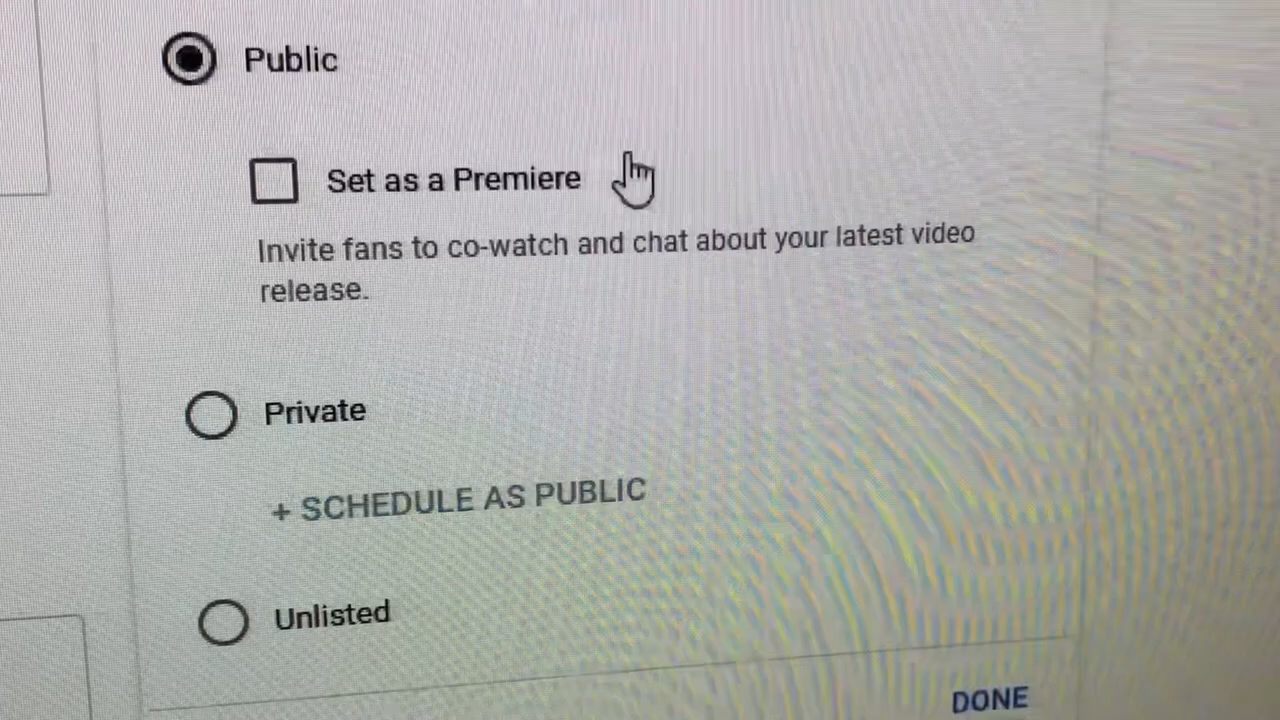 Public
Set as a Premiere
Invite fans to co-watch and chat about your latest video
release.
Private
+ SCHEDULE AS PUBLIC
Unlisted
DONE